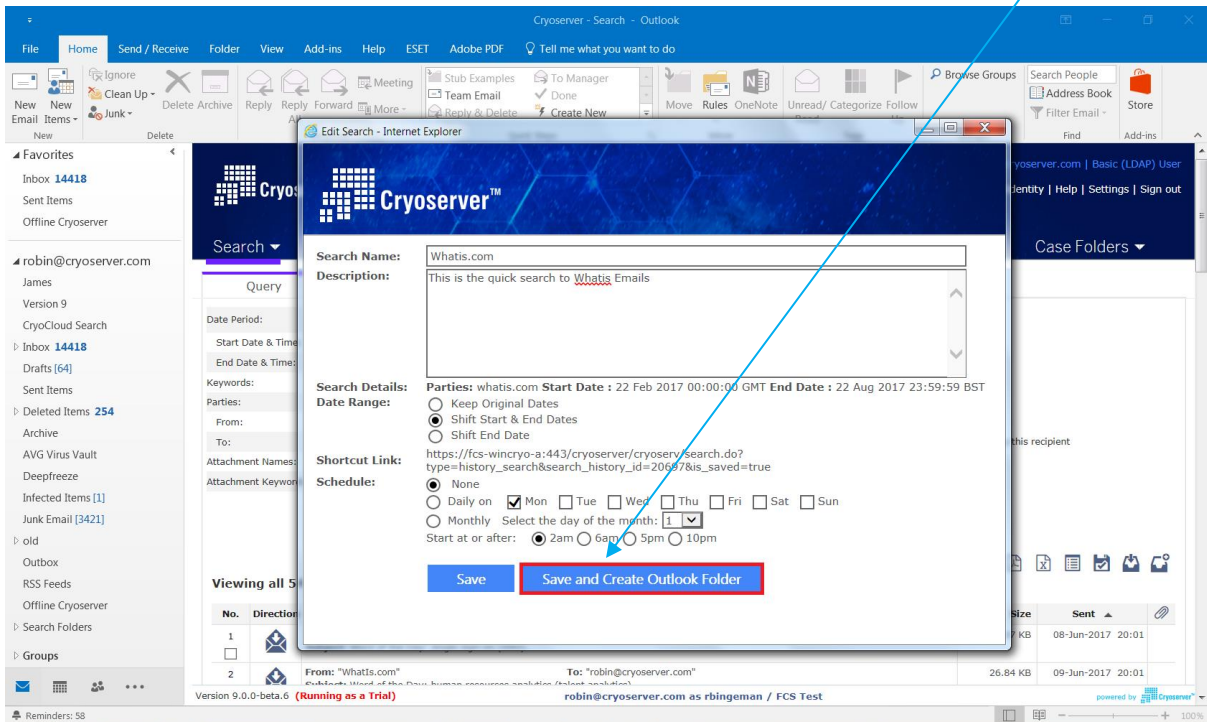 Cryoserver - Search - Outlook
File Home Send / Receive Folder View Add-ins Help ESET Adobe PDF Tell me what you want to do
New Email
New Items
Ignore
Clean Up
Junk
Delete Archive
Reply Reply Forward
Meeting
More
Stub Examples
Team Email
Reply & Delete
To Manager
Done
Create New
Move Rules OneNote
Unread/ Categorize Follow
Browse Groups
Search People
Address Book
Filter Email
Store
New Delete Find Add-ins
Favorites
Inbox 14418
Sent Items
Offline Cryoserver
robin@cryoserver.com
James
Version 9
CryoCloud Search
Inbox 14418
Drafts [64]
Sent Items
Deleted Items 254
Archive
AVG Virus Vault
Deepfreeze
Infected Items [1]
Junk Email [3421]
old
Outbox
RSS Feeds
Offline Cryoserver
Search Folders
Groups
Reminders: 58
yoserver.com | Basic (LDAP) User
dentity | Help | Settings | Sign out
Search
Case Folders
Query
Date Period:
Start Date & Time
End Date & Time:
Keywords:
Parties:
From:
To:
Attachment Names:
Attachment Keywor
this recipient
Edit Search - Internet Explorer
Cryoserver™
Search Name: Whatis.com
Description: This is the quick search to Whatis Emails
Search Details: Parties: whatis.com Start Date : 22 Feb 2017 00:00:00 GMT End Date : 22 Aug 2017 23:59:59 BST
Date Range: Keep Original Dates
Shift Start & End Dates
Shift End Date
Shortcut Link: https://fcs-wincryo-a:443/cryoserver/cryoserv/search.do?
type=history_search&search_history_id=20697&is_saved=true
Schedule: None
Daily on Mon Tue Wed Thu Fri Sat Sun
Monthly Select the day of the month: 1
Start at or after: 2am 6am 5pm 10pm
Save Save and Create Outlook Folder
Viewing all 5
No. Direction Size Sent
1 7 KB 08-Jun-2017 20:01
2 From: "WhatIs.com" To: "robin@cryoserver.com" 26.84 KB 09-Jun-2017 20:01
Subject: Word of the Day: human resources analytics (talent analytics)
Version 9.0.0-beta.6 (Running as a Trial) robin@cryoserver.com as rbingeman / FCS Test powered by Cryoserver
100%